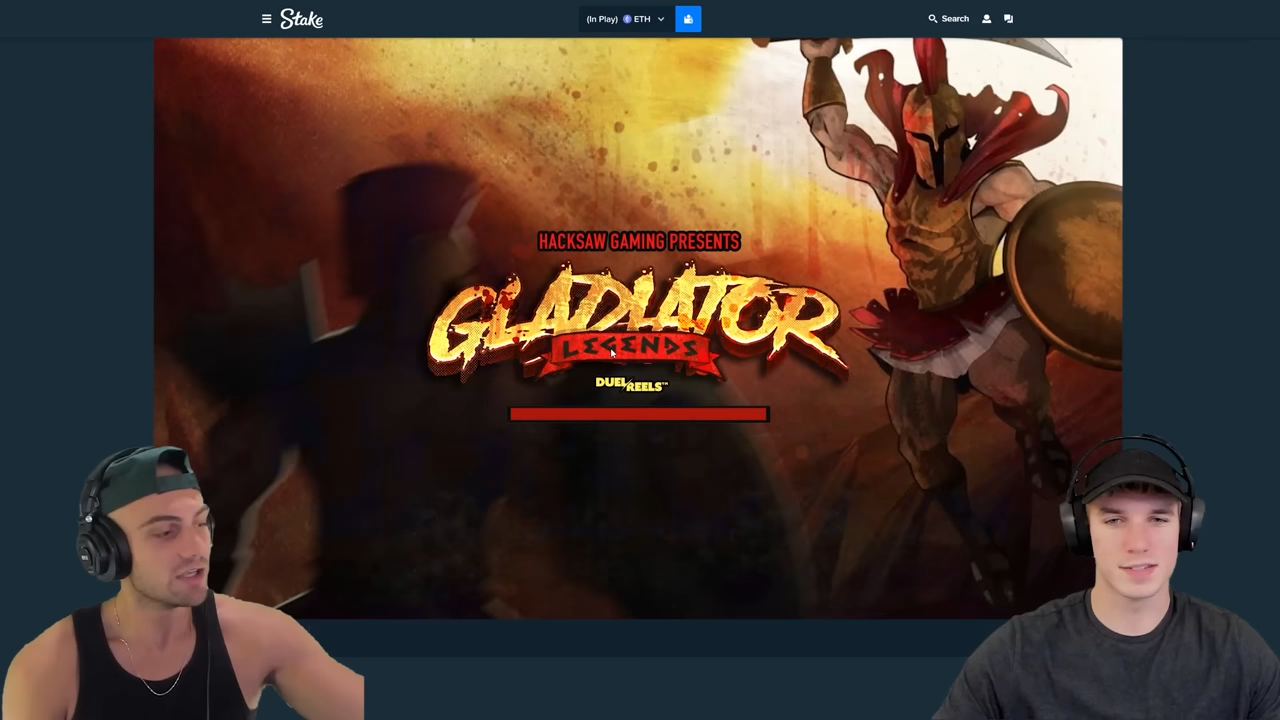 Stake
(In Play) ETH
Search
HACKSAW GAMING PRESENTS
GLADIATOR
LEGENDS
DUEL REELS™